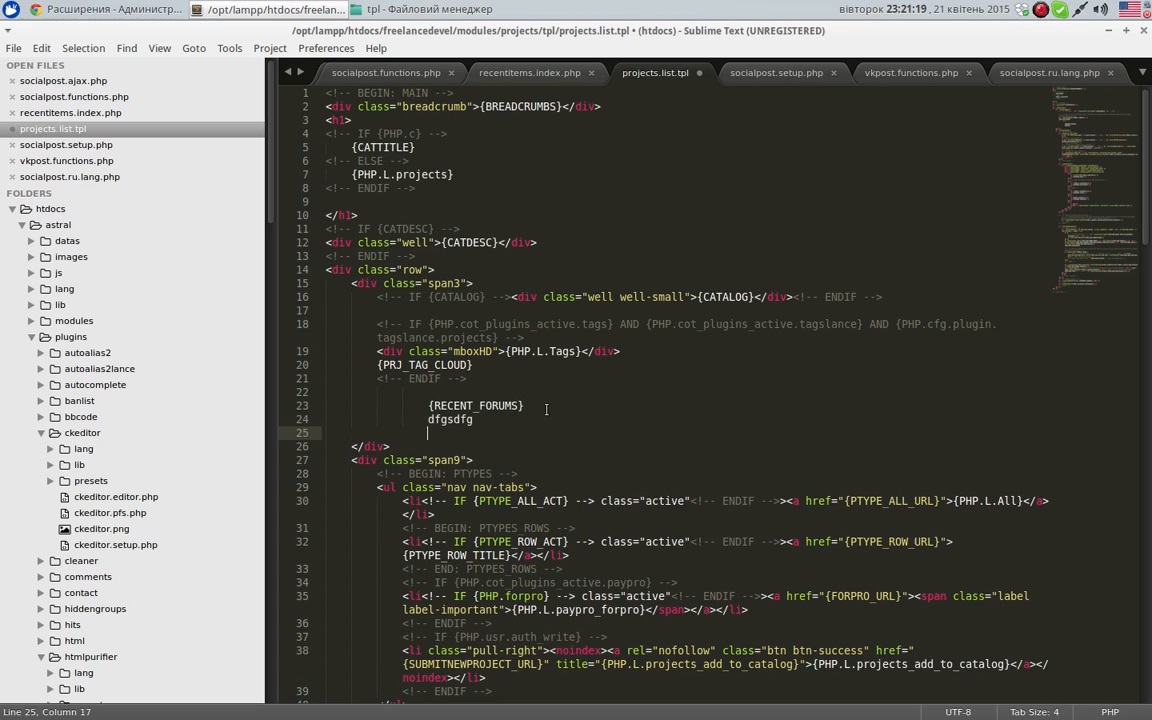 Расширения - Администр...
/opt/lampp/htdocs/freelan...
tpl - Файловий менеджер
вівторок 23:21:19, 21 квітень 2015
/opt/lampp/htdocs/freelancedevel/modules/projects/tpl/projects.list.tpl • (htdocs) - Sublime Text (UNREGISTERED)
File Edit Selection Find View Goto Tools Project Preferences Help
OPEN FILES
socialpost.ajax.php
socialpost.functions.php
recentitems.index.php
projects.list.tpl
socialpost.setup.php
vkpost.functions.php
socialpost.ru.lang.php
FOLDERS
htdocs
astral
datas
images
js
lang
lib
modules
plugins
autoalias2
autoalias2lance
autocomplete
banlist
bbcode
ckeditor
lang
lib
presets
ckeditor.editor.php
ckeditor.pfs.php
ckeditor.png
ckeditor.setup.php
cleaner
comments
contact
hiddengroups
hits
html
htmlpurifier
lang
lib
socialpost.functions.php
recentitems.index.php
projects.list.tpl
socialpost.setup.php
vkpost.functions.php
socialpost.ru.lang.php
1 <!-- BEGIN: MAIN -->
2 <div class="breadcrumb">{BREADCRUMBS}</div>
3 <h1>
4 <!-- IF {PHP.c} -->
5 {CATTITLE}
6 <!-- ELSE -->
7 {PHP.L.projects}
8 <!-- ENDIF -->
9
10 </h1>
11 <!-- IF {CATDESC} -->
12 <div class="well">{CATDESC}</div>
13 <!-- ENDIF -->
14 <div class="row">
15 <div class="span3">
16 <!-- IF {CATALOG} --><div class="well well-small">{CATALOG}</div><!-- ENDIF -->
17
18 <!-- IF {PHP.cot_plugins_active.tags} AND {PHP.cot_plugins_active.tagslance} AND {PHP.cfg.plugin.
tagslance.projects} -->
19 <div class="mboxHD">{PHP.L.Tags}</div>
20 {PRJ_TAG_CLOUD}
21 <!-- ENDIF -->
22
23 {RECENT_FORUMS}
24 dfgsdfg
25
26 </div>
27 <div class="span9">
28 <!-- BEGIN: PTYPES -->
29 <ul class="nav nav-tabs">
30 <li<!-- IF {PTYPE_ALL_ACT} --> class="active"<!-- ENDIF -->><a href="{PTYPE_ALL_URL}">{PHP.L.All}</a>
</li>
31 <!-- BEGIN: PTYPES_ROWS -->
32 <li<!-- IF {PTYPE_ROW_ACT} --> class="active"<!-- ENDIF -->><a href="{PTYPE_ROW_URL}">
{PTYPE_ROW_TITLE}</a></li>
33 <!-- END: PTYPES_ROWS -->
34 <!-- IF {PHP.cot_plugins_active.paypro} -->
35 <li<!-- IF {PHP.forpro} --> class="active"<!-- ENDIF -->><a href="{FORPRO_URL}"><span class="label
label-important">{PHP.L.paypro_forpro}</span></a></li>
36 <!-- ENDIF -->
37 <!-- IF {PHP.usr.auth_write} -->
38 <li class="pull-right"><noindex><a rel="nofollow" class="btn btn-success" href="
{SUBMITNEWPROJECT_URL}" title="{PHP.L.projects_add_to_catalog}">{PHP.L.projects_add_to_catalog}</a></
noindex></li>
39 <!-- ENDIF -->
Line 25, Column 17
UTF-8
Tab Size: 4
PHP